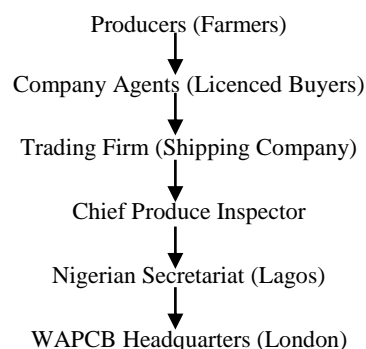 Producers (Farmers)
Company Agents (Licenced Buyers)
Trading Firm (Shipping Company)
Chief Produce Inspector
Nigerian Secretariat (Lagos)
WAPCB Headquarters (London)